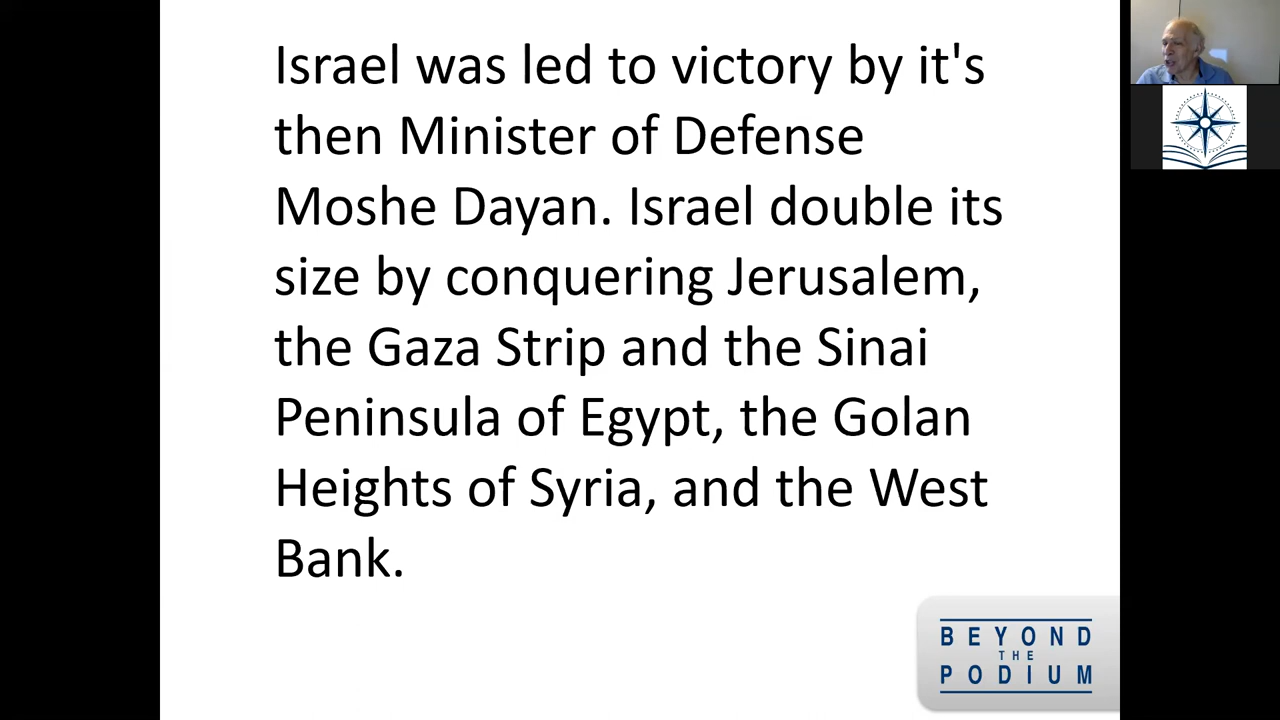 Israel was led to victory by it's
then Minister of Defense
Moshe Dayan. Israel double its
size by conquering Jerusalem,
the Gaza Strip and the Sinai
Peninsula of Egypt, the Golan
Heights of Syria, and the West
Bank.
BEYOND
THE
PODIUM